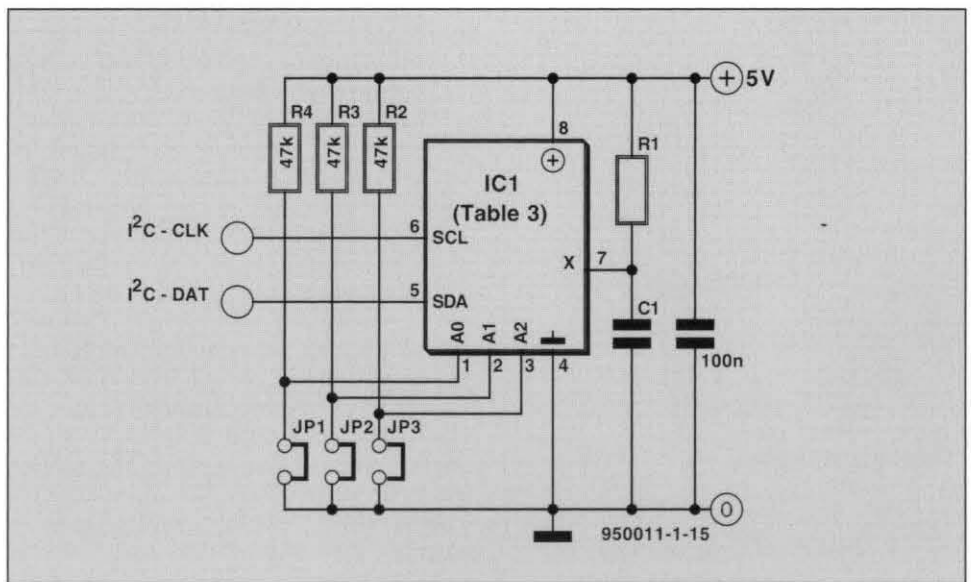 5V
R4
R3
R2
47k
47k
47k
8
R1
IC1
(Table 3)
I²C - CLK
6
SCL
X
7
I²C - DAT
5
SDA
C1
A0
A1
A2
1
2
3
4
100n
JP1
JP2
JP3
0
950011-1-15